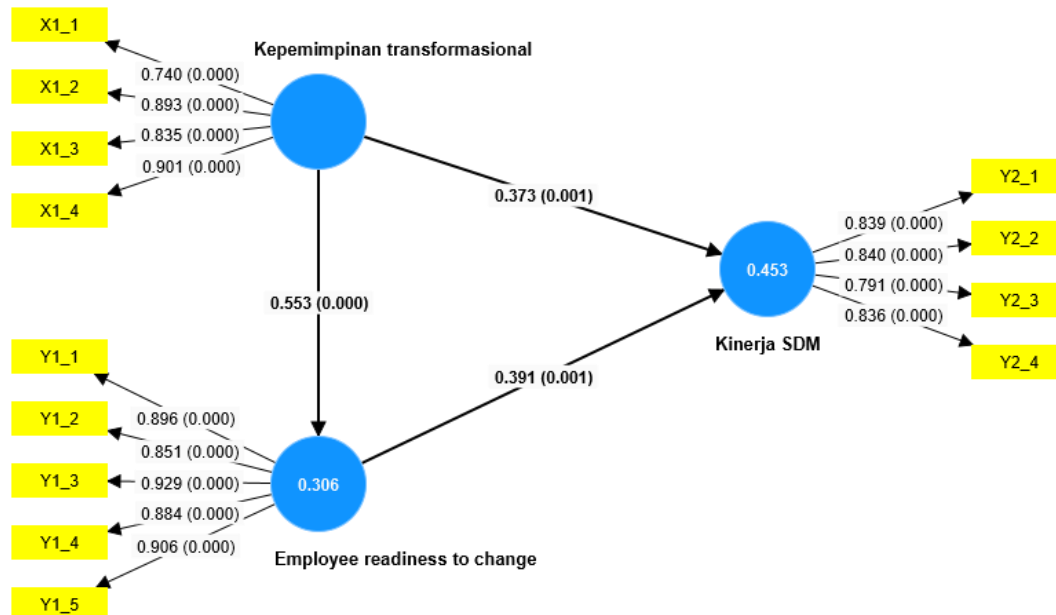 X1_1
X1_2
X1_3
X1_4
Kepemimpinan transformasional
0.740 (0.000)
0.893 (0.000)
0.835 (0.000)
0.901 (0.000)
0.373 (0.001)
0.553 (0.000)
0.391 (0.001)
Y2_1
Y2_2
Y2_3
Y2_4
0.839 (0.000)
0.840 (0.000)
0.791 (0.000)
0.836 (0.000)
0.453
Kinerja SDM
Y1_1
Y1_2
Y1_3
Y1_4
Y1_5
0.896 (0.000)
0.851 (0.000)
0.929 (0.000)
0.884 (0.000)
0.906 (0.000)
0.306
Employee readiness to change